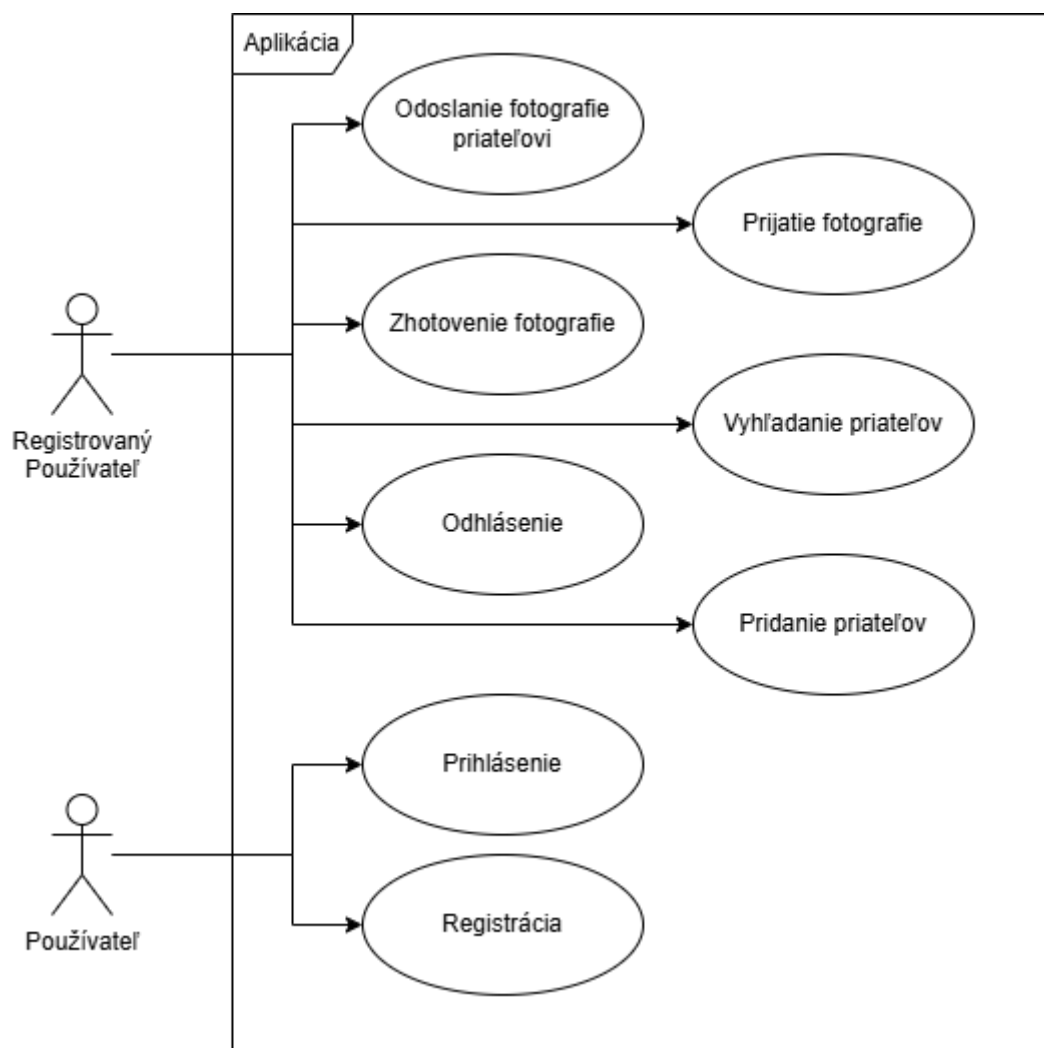 Aplikácia
Odoslanie fotografie
priateľovi
Prijatie fotografie
Zhotovenie fotografie
Registrovaný
Používateľ
Vyhľadanie priateľov
Odhlásenie
Pridanie priateľov
Prihlásenie
Registrácia
Používateľ